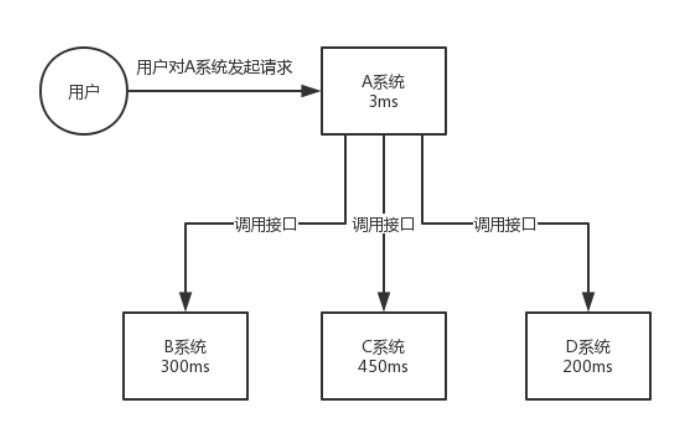 用户对A系统发起请求
用户
A系统
3ms
调用接口
调用接口
调用接口
B系统
300ms
C系统
450ms
D系统
200ms